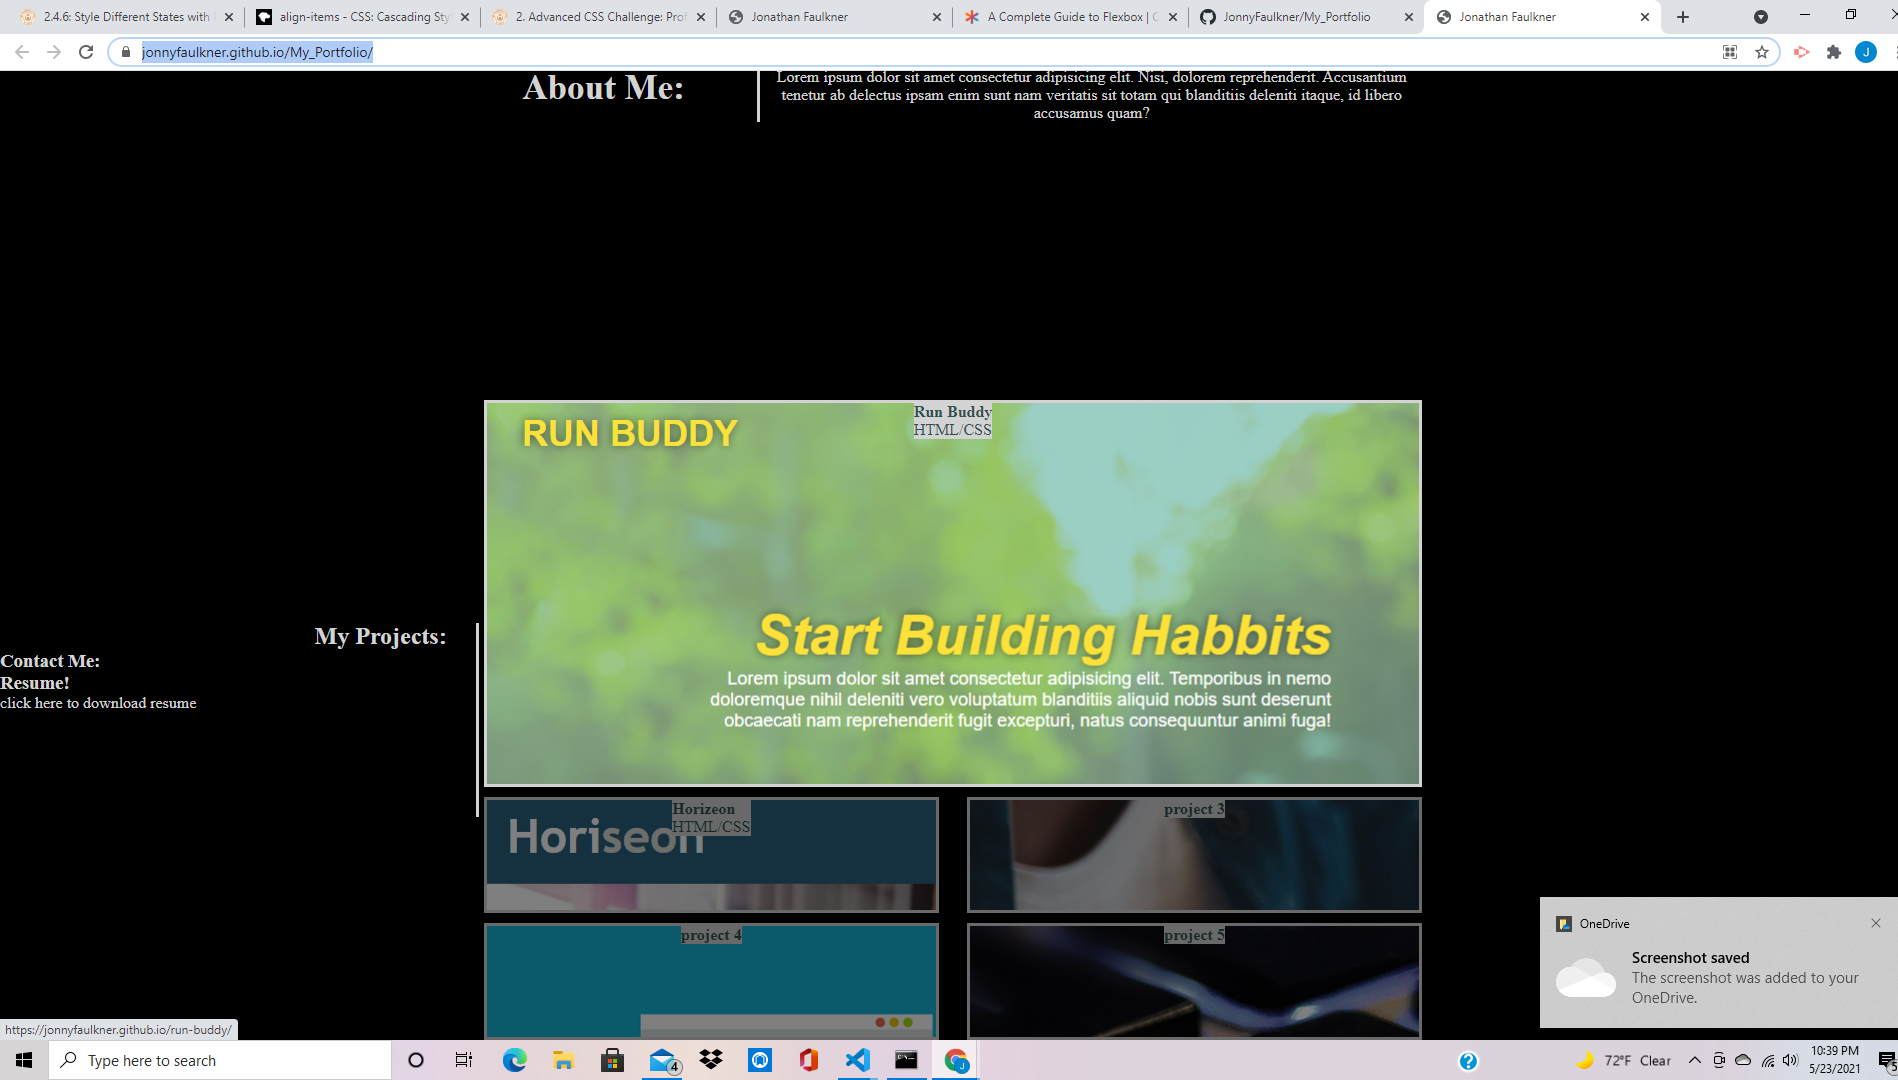 2.4.6: Style Different States with
align-items - CSS: Cascading Sty
2. Advanced CSS Challenge: Prof
Jonathan Faulkner
A Complete Guide to Flexbox | C
JonnyFaulkner/My_Portfolio
Jonathan Faulkner
jonnyfaulkner.github.io/My_Portfolio/
J
About Me:
Lorem ipsum dolor sit amet consectetur adipisicing elit. Nisi, dolorem reprehenderit. Accusantium
tenetur ab delectus ipsam enim sunt nam veritatis sit totam qui blanditiis deleniti itaque, id libero
accusamus quam?
RUN BUDDY
Run Buddy
HTML/CSS
Start Building Habbits
Lorem ipsum dolor sit amet consectetur adipisicing elit. Temporibus in nemo
doloremque nihil deleniti vero voluptatum blanditiis aliquid nobis sunt deserunt
obcaecati nam reprehenderit fugit excepturi, natus consequuntur animi fuga!
My Projects:
Contact Me:
Resume!
click here to download resume
Horiseon
Horizeon
HTML/CSS
project 3
project 4
project 5
OneDrive
Screenshot saved
The screenshot was added to your
OneDrive.
https://jonnyfaulkner.github.io/run-buddy/
Type here to search
4
J
72°F Clear
10:39 PM
5/23/2021
5